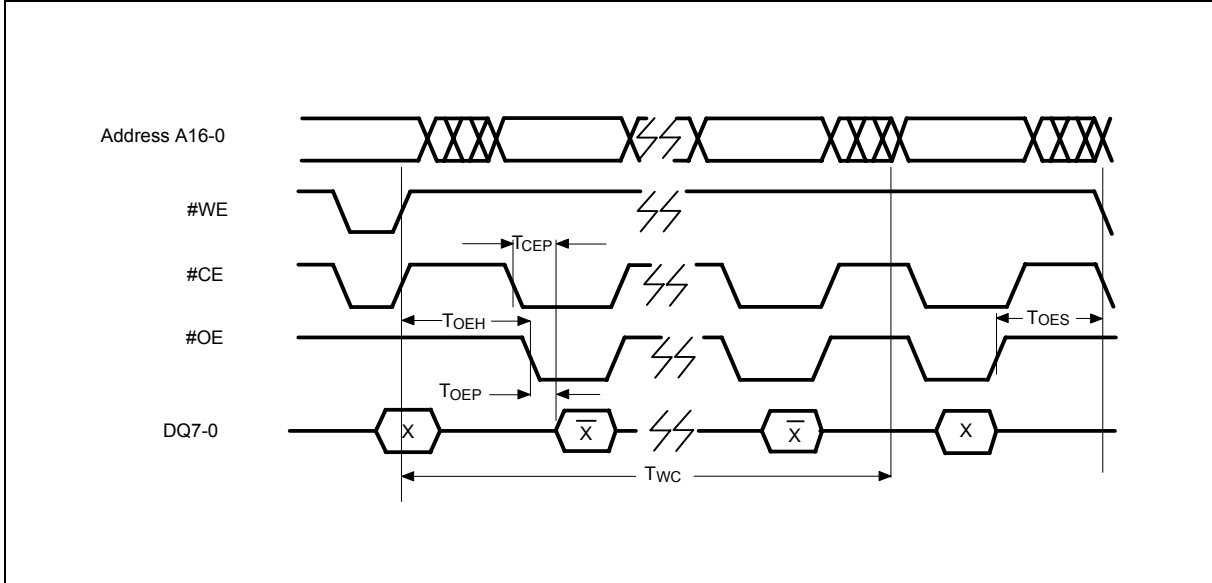 Address A16-0
#WE
TCEP
#CE
TOEH
TOES
#OE
TOEP
DQ7-0
X
X̅
X̅
X
TWC